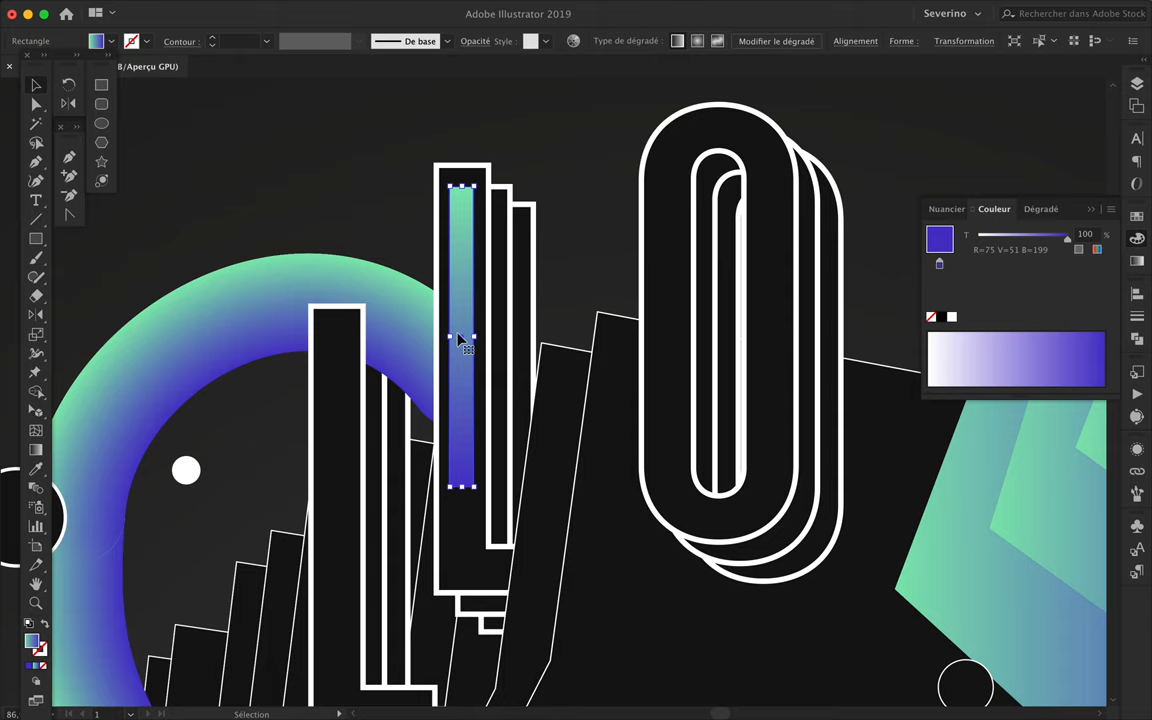 Adobe Illustrator 2019
Severino
Rechercher dans Adobe Stock
Rectangle
Contour :
De base
Opacité
Style :
Type de dégradé :
Modifier le dégradé
Alignement
Forme :
Transformation
B/Aperçu GPU)
Nuancier
Couleur
Dégradé
T
100
%
R=75 V=51 B=199
86,
1
Sélection